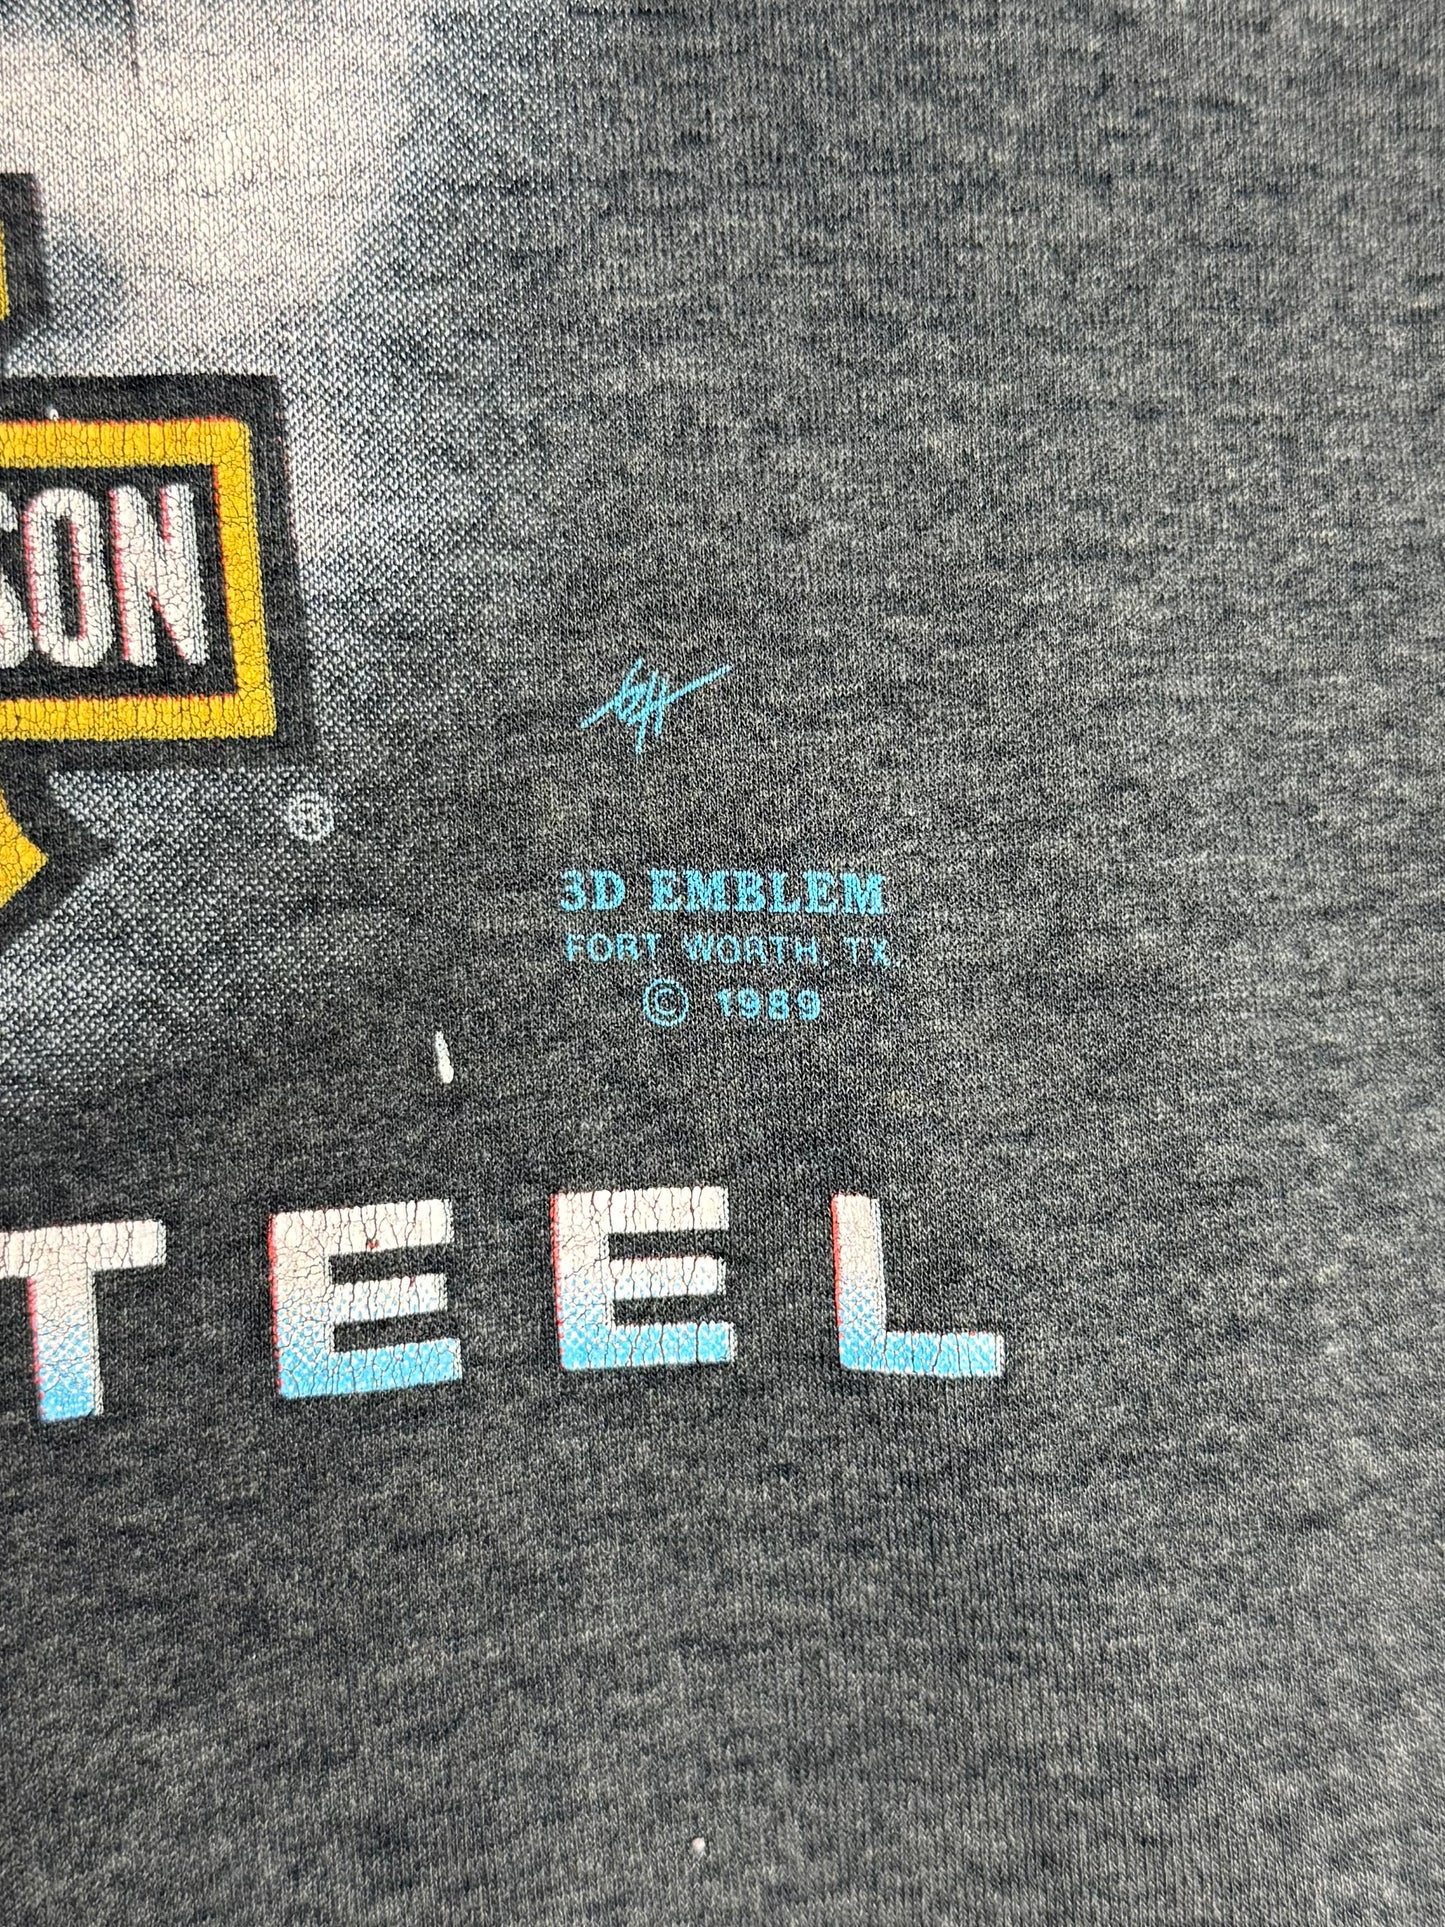 SON
®
3D EMBLEM
FORT WORTH, TX.
© 1989
TEEL